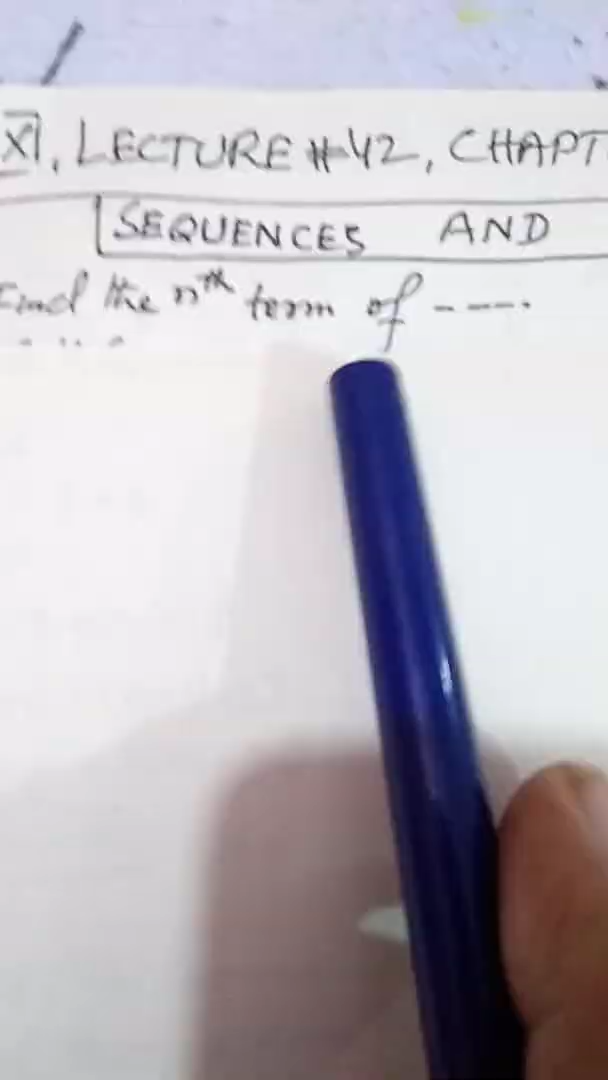 XI, LECTURE #42, CHAPT
SEQUENCES AND
Find the nth term of ----.